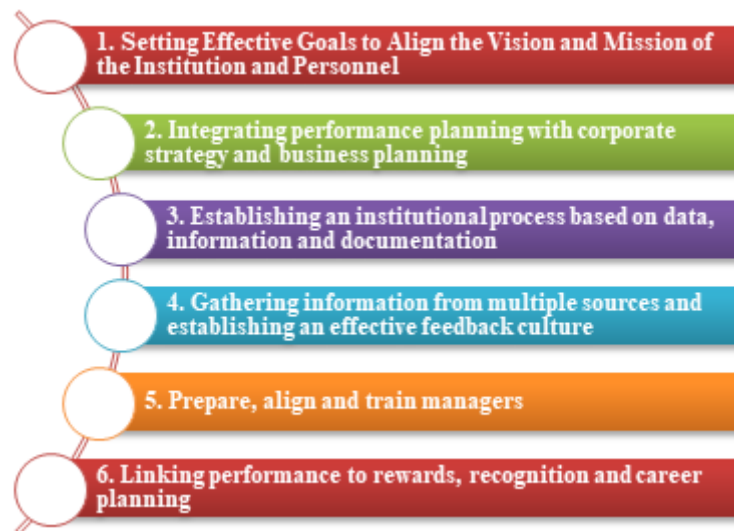 1. Setting Effective Goals to Align the Vision and Mission of
the Institution and Personnel
2. Integrating performance planning with corporate
strategy and business planning
3. Establishing an institutional process based on data,
information and documentation
4. Gathering information from multiple sources and
establishing an effective feedback culture
5. Prepare, align and train managers
6. Linking performance to rewards, recognition and career
planning